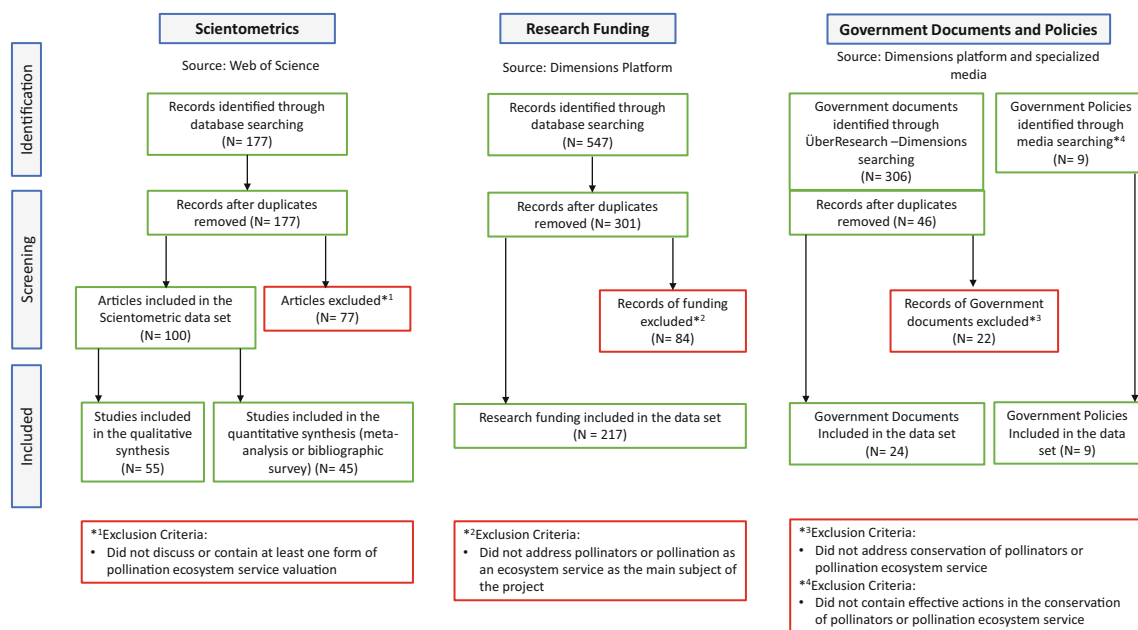 Scientometrics
Source: Web of Science
Research Funding
Source: Dimensions Platform
Government Documents and Policies
Source: Dimensions platform and specialized
media
Identification
Records identified through
database searching
(N= 177)
Records identified through
database searching
(N= 547)
Government documents
identified through
ÜberResearch –Dimensions
searching
(N= 306)
Government Policies
identified through
media searching*4
(N= 9)
Screening
Records after duplicates
removed (N= 177)
Records after duplicates
removed (N= 301)
Records after duplicates
removed (N= 46)
Articles included in the
Scientometric data set
(N= 100)
Articles excluded*1
(N= 77)
Records of funding
excluded*2
(N= 84)
Records of Government
documents excluded*3
(N= 22)
Included
Studies included
in the qualitative
synthesis
(N= 55)
Studies included in the
quantitative synthesis (meta-
analysis or bibliographic
survey) (N= 45)
Research funding included in the data set
(N = 217)
Government Documents
Included in the data set
(N= 24)
Government Policies
Included in the data
set (N= 9)
*1Exclusion Criteria:
• Did not discuss or contain at least one form of
pollination ecosystem service valuation
*2Exclusion Criteria:
• Did not address pollinators or pollination as
an ecosystem service as the main subject of
the project
*3Exclusion Criteria:
• Did not address conservation of pollinators or
pollination ecosystem service
*4Exclusion Criteria:
• Did not contain effective actions in the conservation
of pollinators or pollination ecosystem service